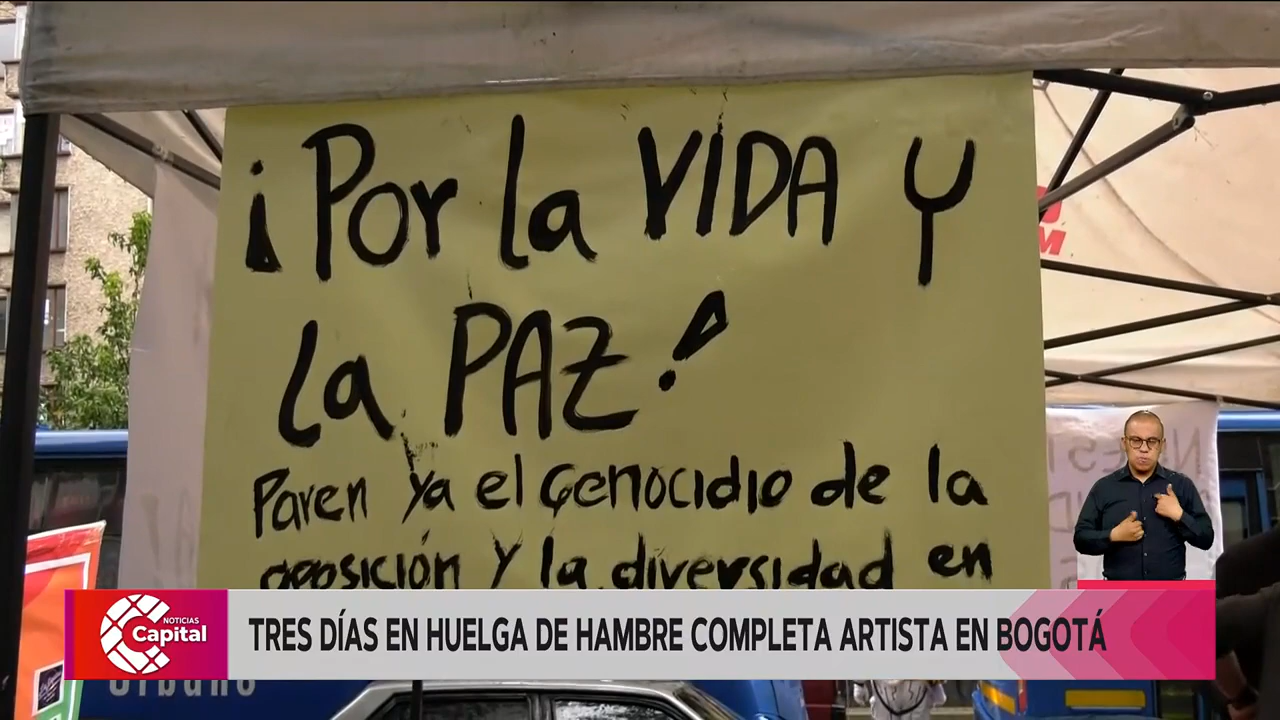 ¡Por la VIDA Y
la PAZ!
Paren Ya el Genocidio de la
oposición Y la diversidad en
NOTICIAS
Capital
TRES DÍAS EN HUELGA DE HAMBRE COMPLETA ARTISTA EN BOGOTÁ
Urbano